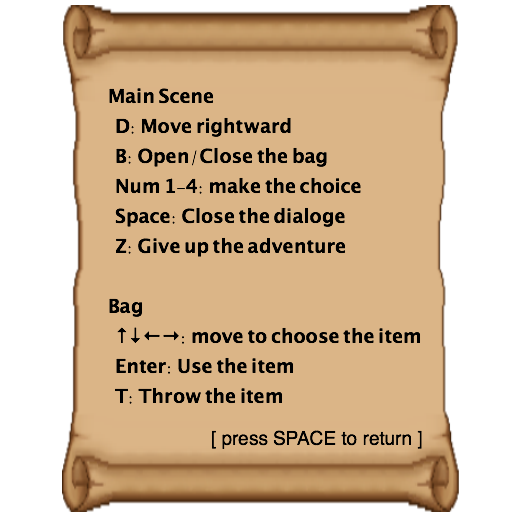 Main Scene
D: Move rightward
B: Open/Close the bag
Num 1-4: make the choice
Space: Close the dialoge
Z: Give up the adventure
Bag
↑↓←→: move to choose the item
Enter: Use the item
T: Throw the item
[ press SPACE to return ]